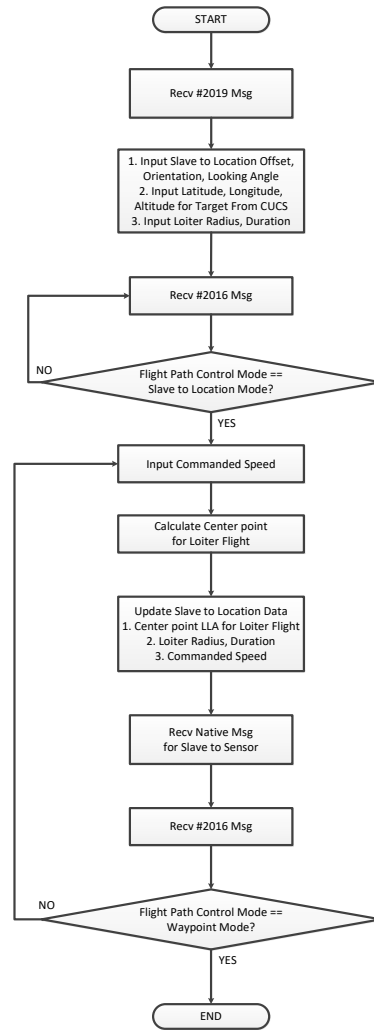 START
Recv #2019 Msg
1. Input Slave to Location Offset,
Orientation, Looking Angle
2. Input Latitude, Longitude,
Altitude for Target From CUCS
3. Input Loiter Radius, Duration
Recv #2016 Msg
Flight Path Control Mode ==
Slave to Location Mode?
NO
YES
Input Commanded Speed
Calculate Center point
for Loiter Flight
Update Slave to Location Data
1. Center point LLA for Loiter Flight
2. Loiter Radius, Duration
3. Commanded Speed
Recv Native Msg
for Slave to Sensor
Recv #2016 Msg
Flight Path Control Mode ==
Waypoint Mode?
NO
YES
END